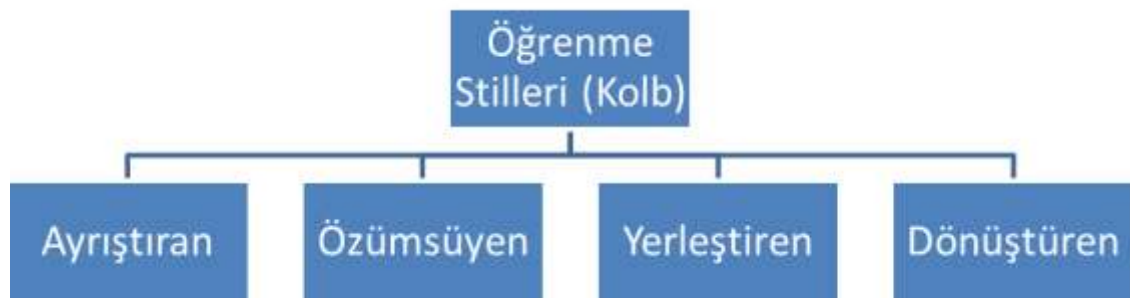 Öğrenme
Stilleri (Kolb)
Ayrıştıran
Özümsüyen
Yerleştiren
Dönüştüren